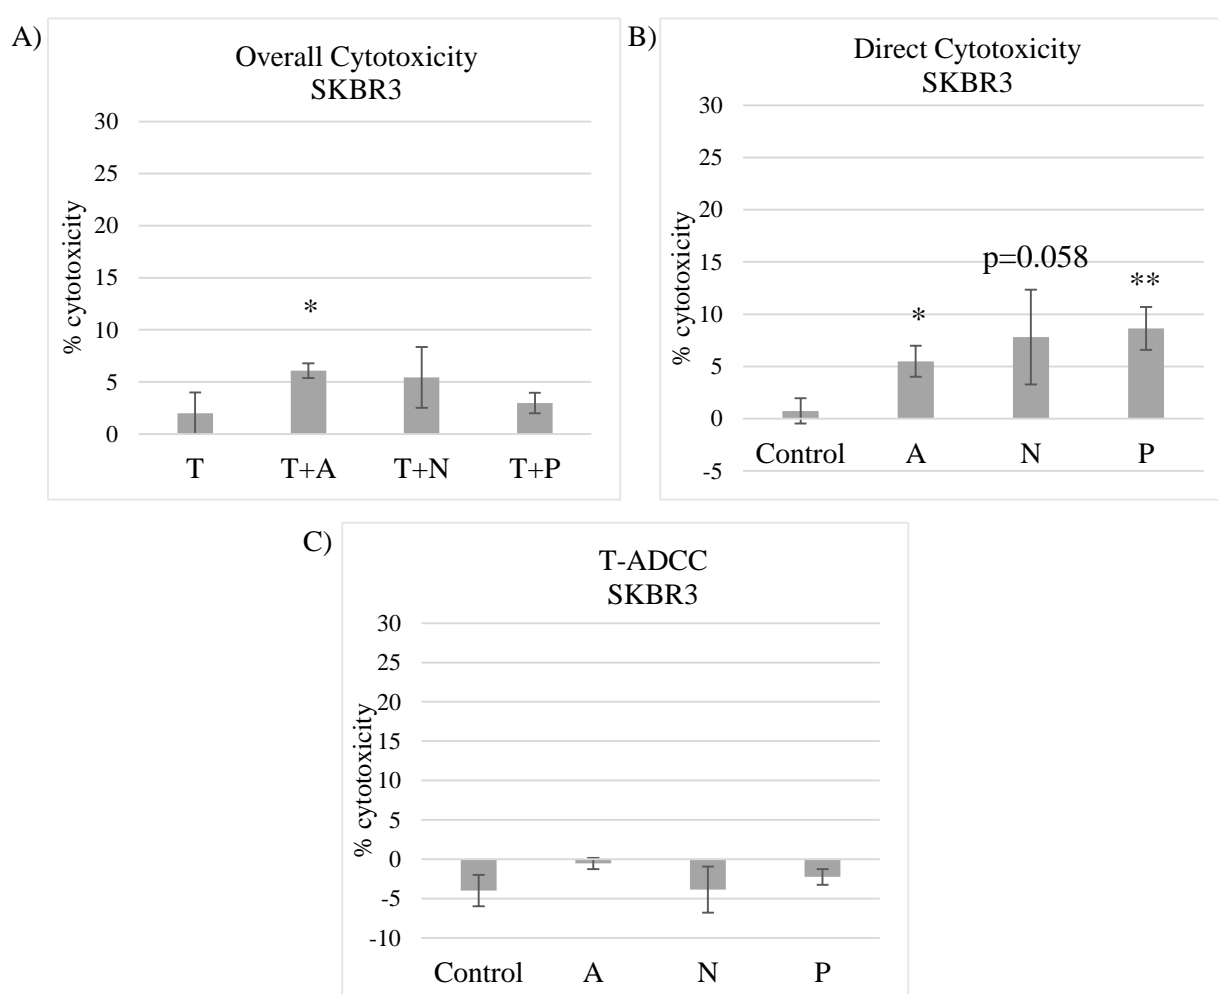 A)
Overall Cytotoxicity
SKBR3
% cytotoxicity
30
25
20
15
10
5
0
*
T
T+A
T+N
T+P
B)
Direct Cytotoxicity
SKBR3
% cytotoxicity
30
25
20
15
10
5
0
-5
*
p=0.058
**
Control
A
N
P
C)
T-ADCC
SKBR3
% cytotoxicity
30
25
20
15
10
5
0
-5
-10
Control
A
N
P